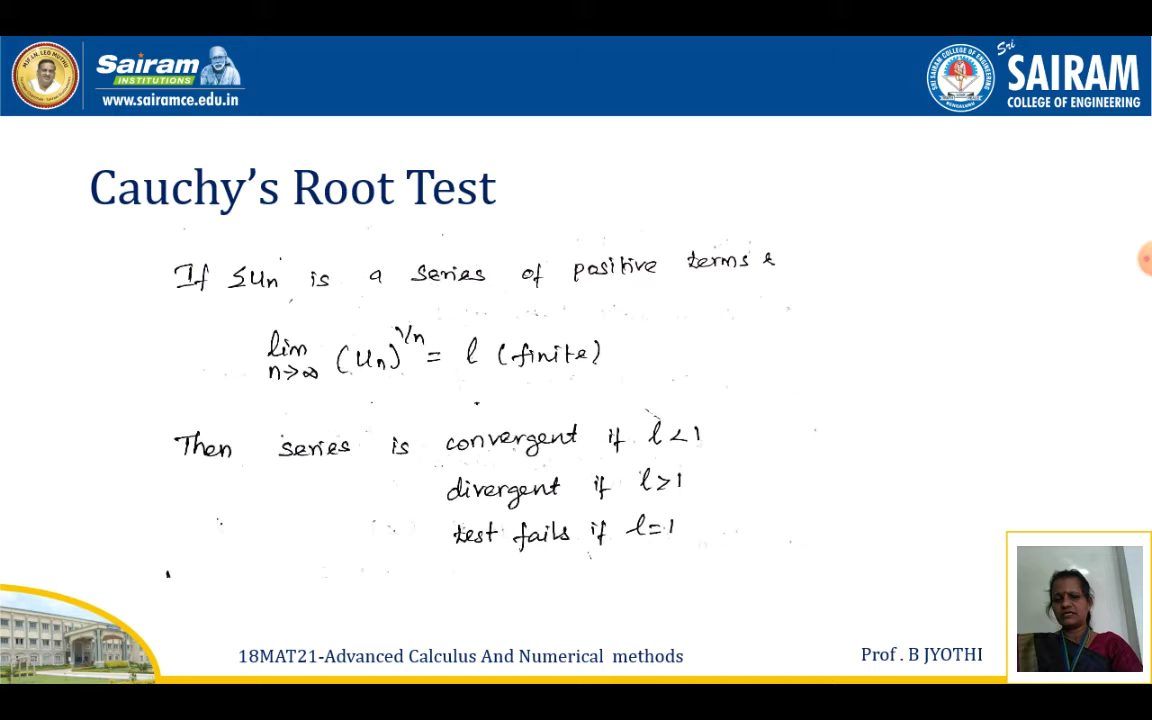 Sairam
INSTITUTIONS
www.sairamce.edu.in
Sri
SAIRAM
COLLEGE OF ENGINEERING
Cauchy's Root Test
If Σun is a series of positive terms &
lim n→∞ (un)^1/n = l (finite)
Then series is convergent if l < 1
divergent if l > 1
test fails if l = 1
18MAT21-Advanced Calculus And Numerical methods
Prof . B JYOTHI